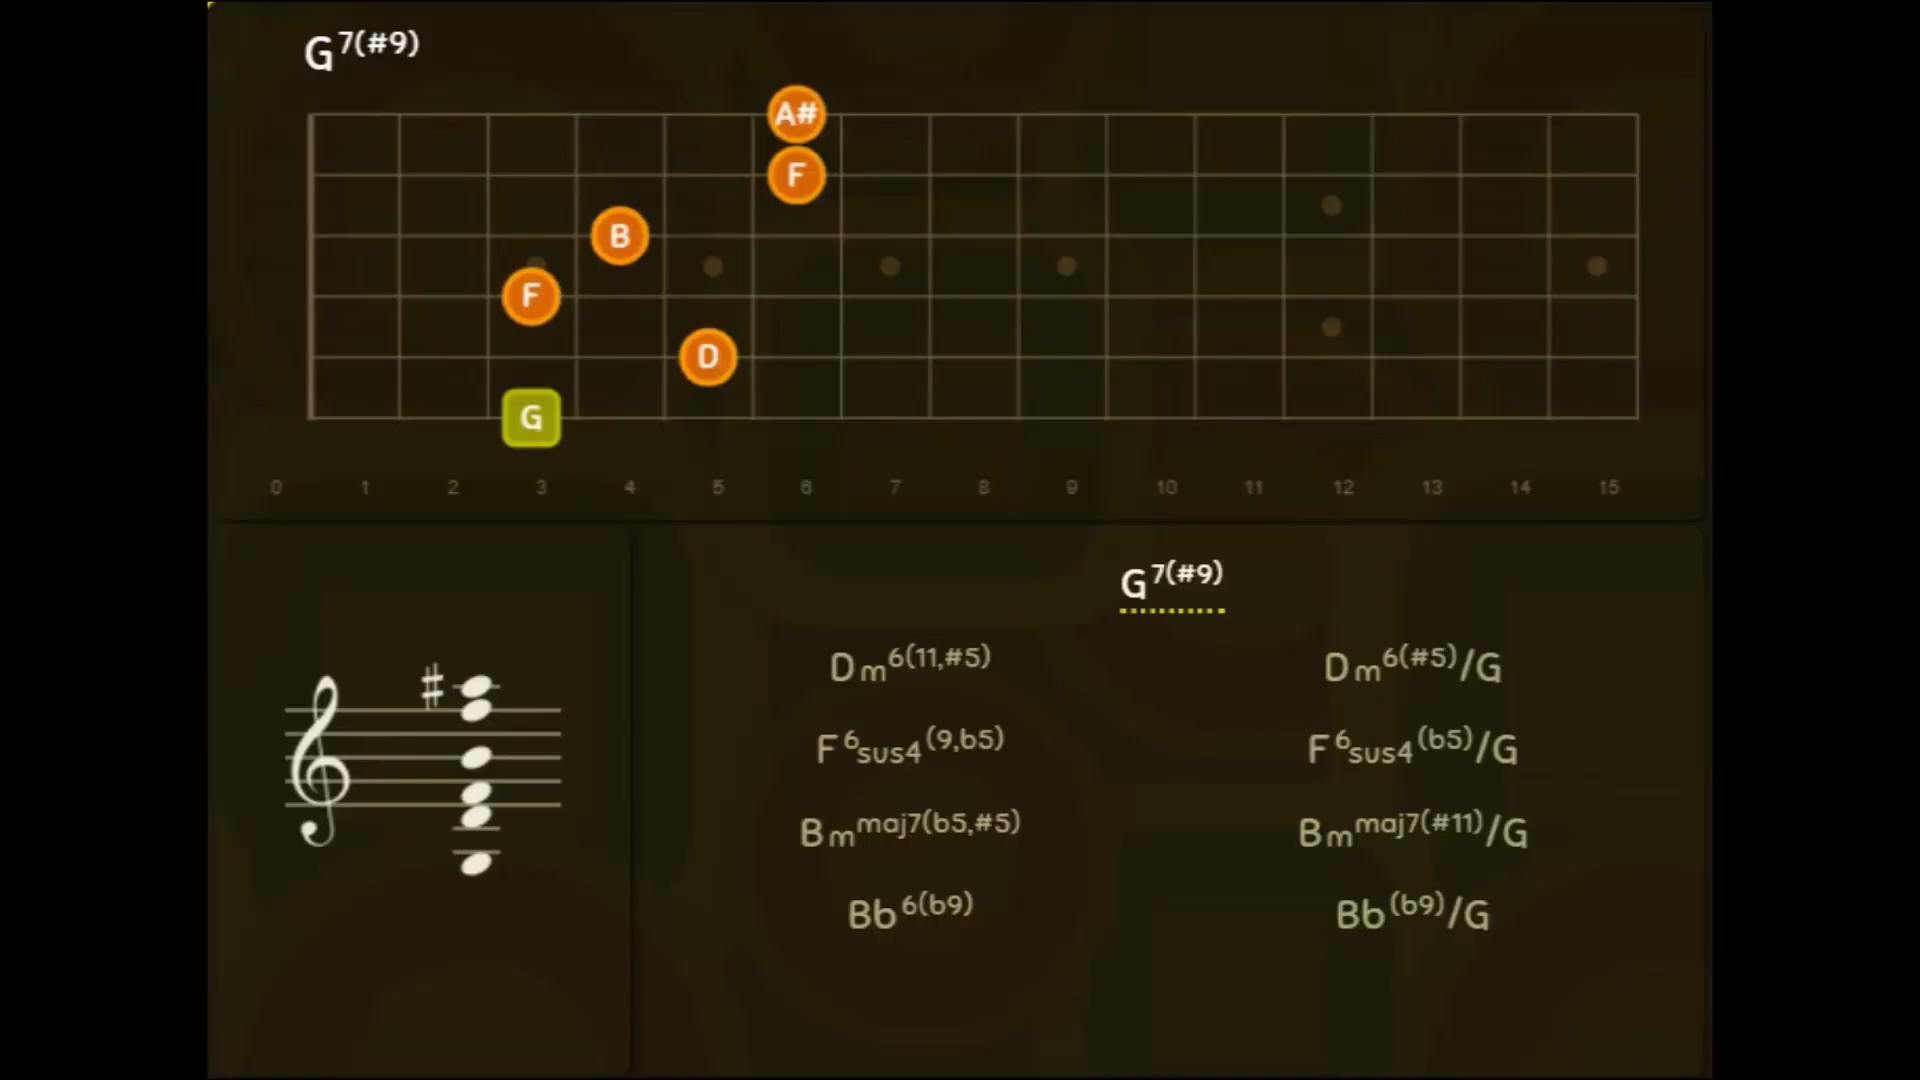 G7(#9)
A#
F
B
F
D
G
0 1 2 3 4 5 6 7 8 9 10 11 12 13 14 15
G7(#9)
Dm6(11,#5) Dm6(#5)/G
F6sus4(9,b5) F6sus4(b5)/G
Bmmaj7(b5,#5) Bmmaj7(#11)/G
Bb6(b9) Bb(b9)/G